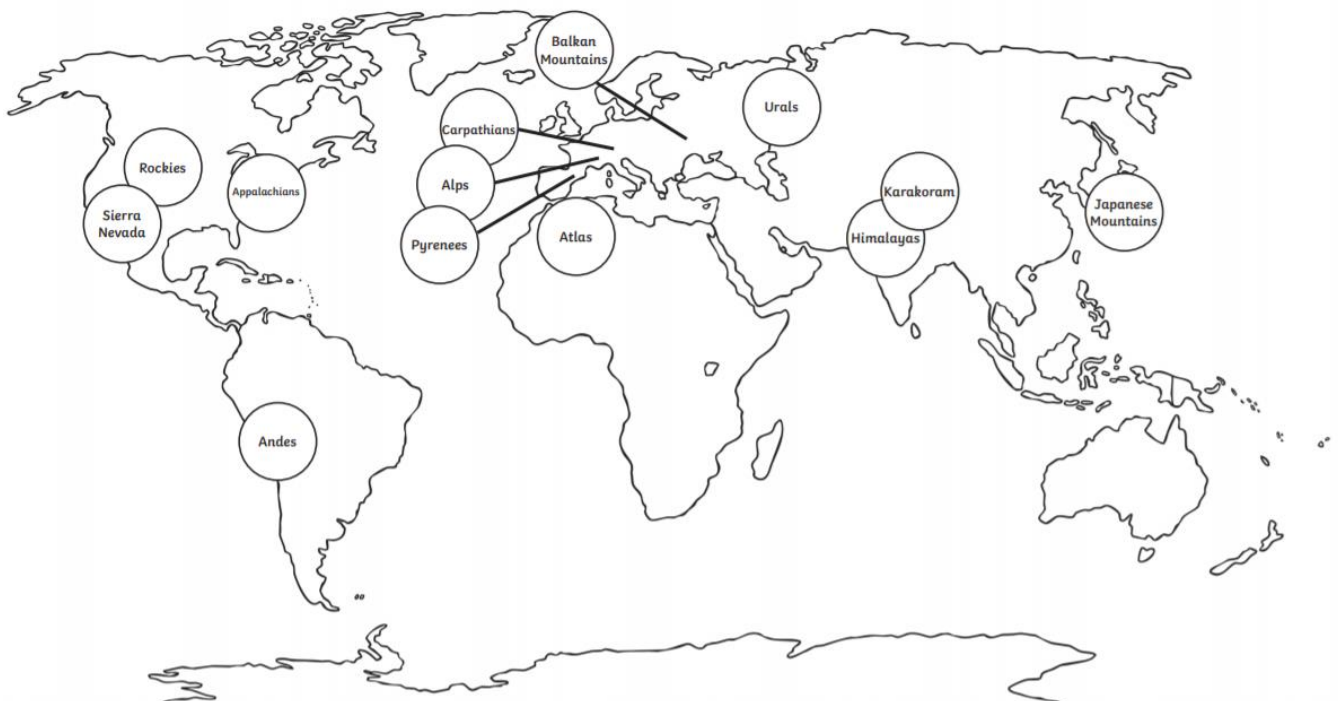 Balkan
Mountains
Urals
Carpathians
Rockies
Alps
Appalachians
Karakoram
Sierra
Nevada
Japanese
Mountains
Pyrenees
Atlas
Himalayas
Andes